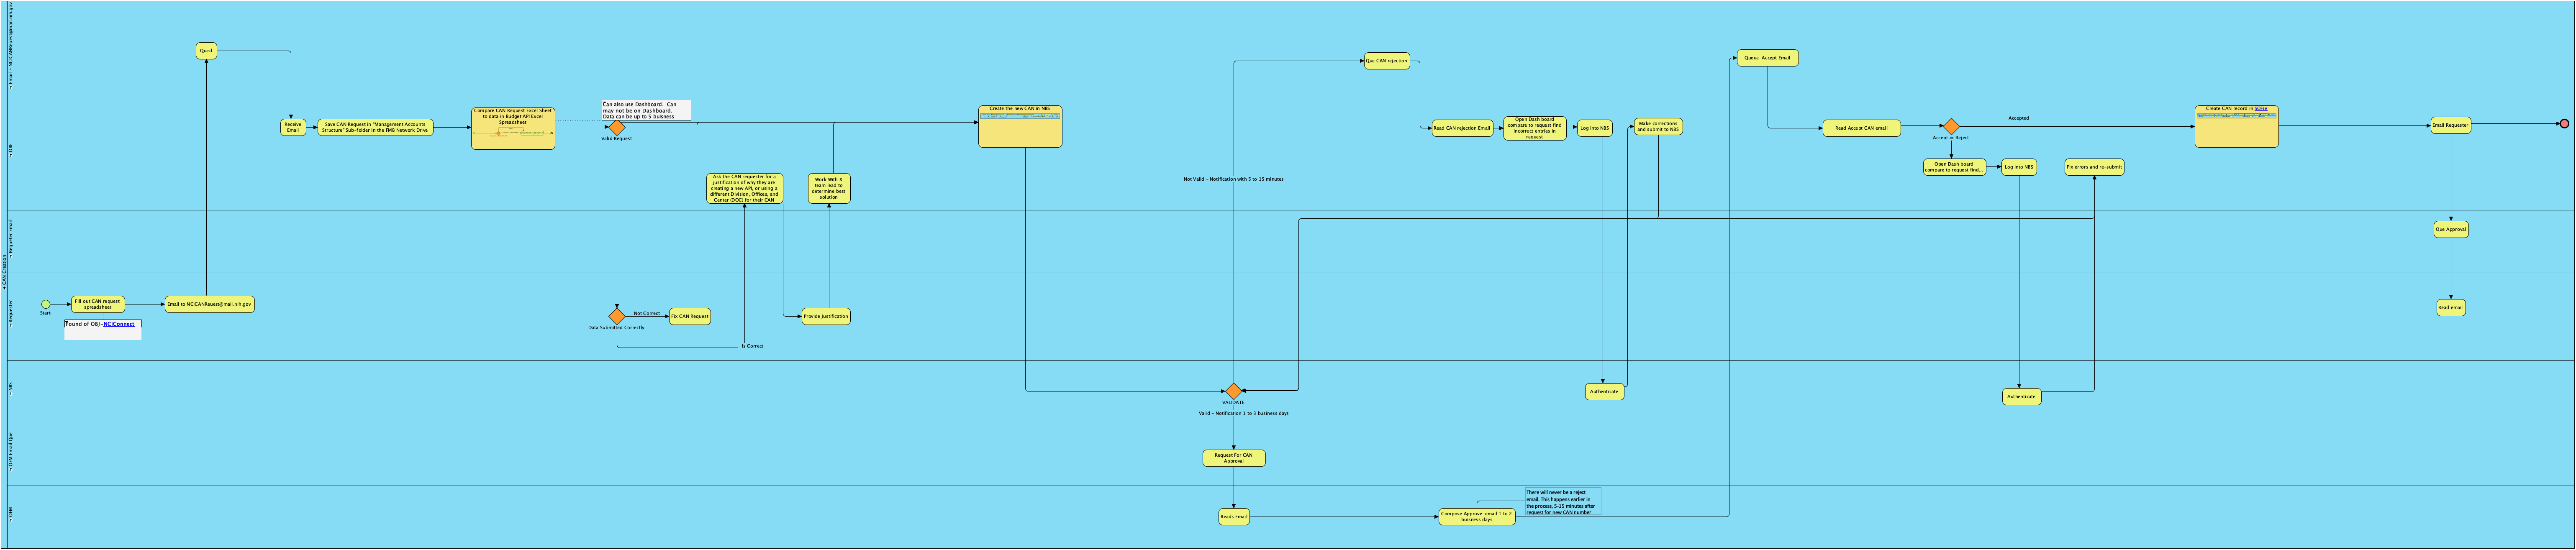 CAN Creation
Email - NCICANRequest@mail.nih.gov
OBF
Requeter Email
Requester
NBS
OFM Email Que
OFM
Start
Fill out CAN request
spreadsheet
Found of OBJ-NCIConnect
Email to NCICANReuest@mail.nih.gov
Qued
Receive
Email
Save CAN Request in "Management Accounts
Structure" Sub-folder in the FMB Network Drive
Compare CAN Request Excel Sheet
to data in Budget API Excel
Spreadsheet
Can also use Dashboard. Can
may not be on Dashboard.
Data can be up to 5 buisness
Valid Request
Data Submitted Correctly
Not Correct
Is Correct
Fix CAN Request
Ask the CAN requester for a
justification of why they are
creating a new API, or using a
different Division, Offices, and
Center (DOC) for their CAN
Provide Justification
Work With X
team lead to
determine best
solution
Create the new CAN in NBS
VALIDATE
Not Valid - Notification with 5 to 15 minutes
Valid - Notification 1 to 3 business days
Request For CAN
Approval
Reads Email
Que CAN rejection
Read CAN rejection Email
Open Dash board
compare to request find
incorrect entries in
request
Log into NBS
Authenticate
Make corrections
and submit to NBS
Compose Approve email 1 to 2
buisness days
There will never be a reject
email. This happens earlier in
the process, 5-15 minutes after
request for new CAN number
Queue Accept Email
Read Accept CAN email
Accept or Reject
Accepted
Open Dash board
compare to request find...
Log into NBS
Authenticate
Fix errors and re-submit
Create CAN record in SOFie
Email Requester
Que Approval
Read email